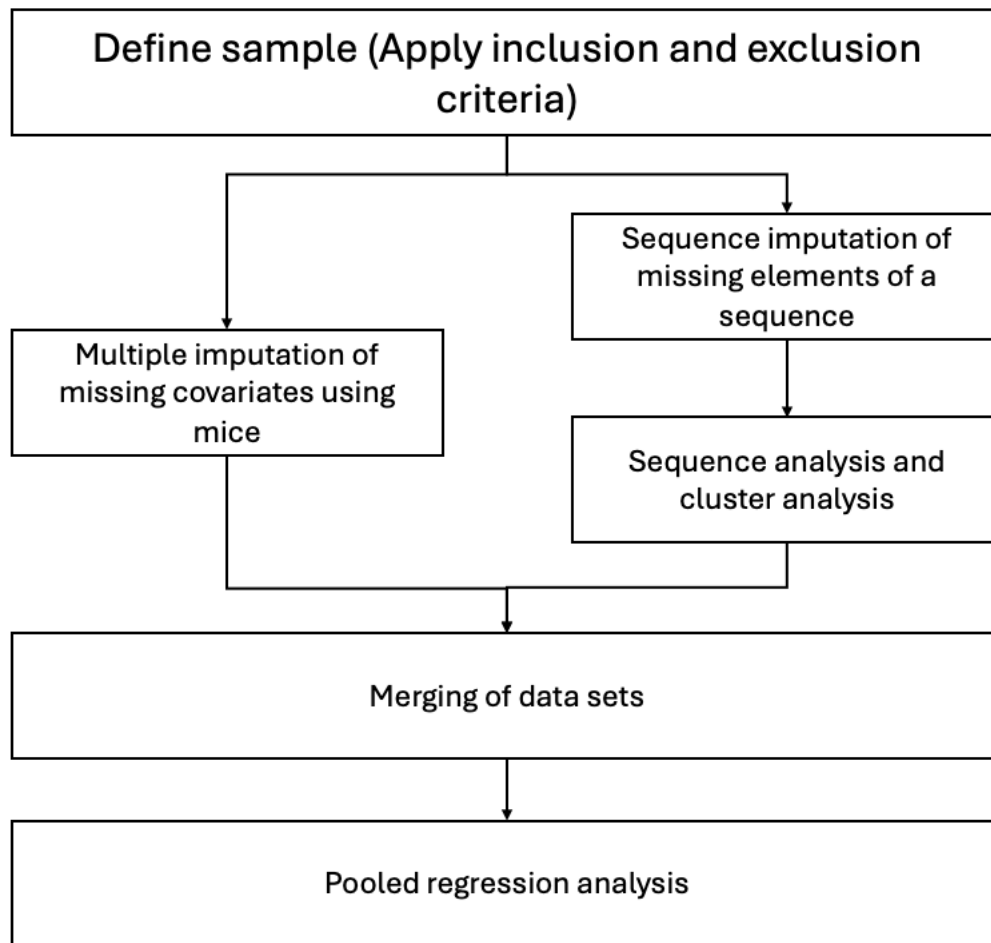 Define sample (Apply inclusion and exclusion
criteria)
Sequence imputation of
missing elements of a
sequence
Multiple imputation of
missing covariates using
mice
Sequence analysis and
cluster analysis
Merging of data sets
Pooled regression analysis